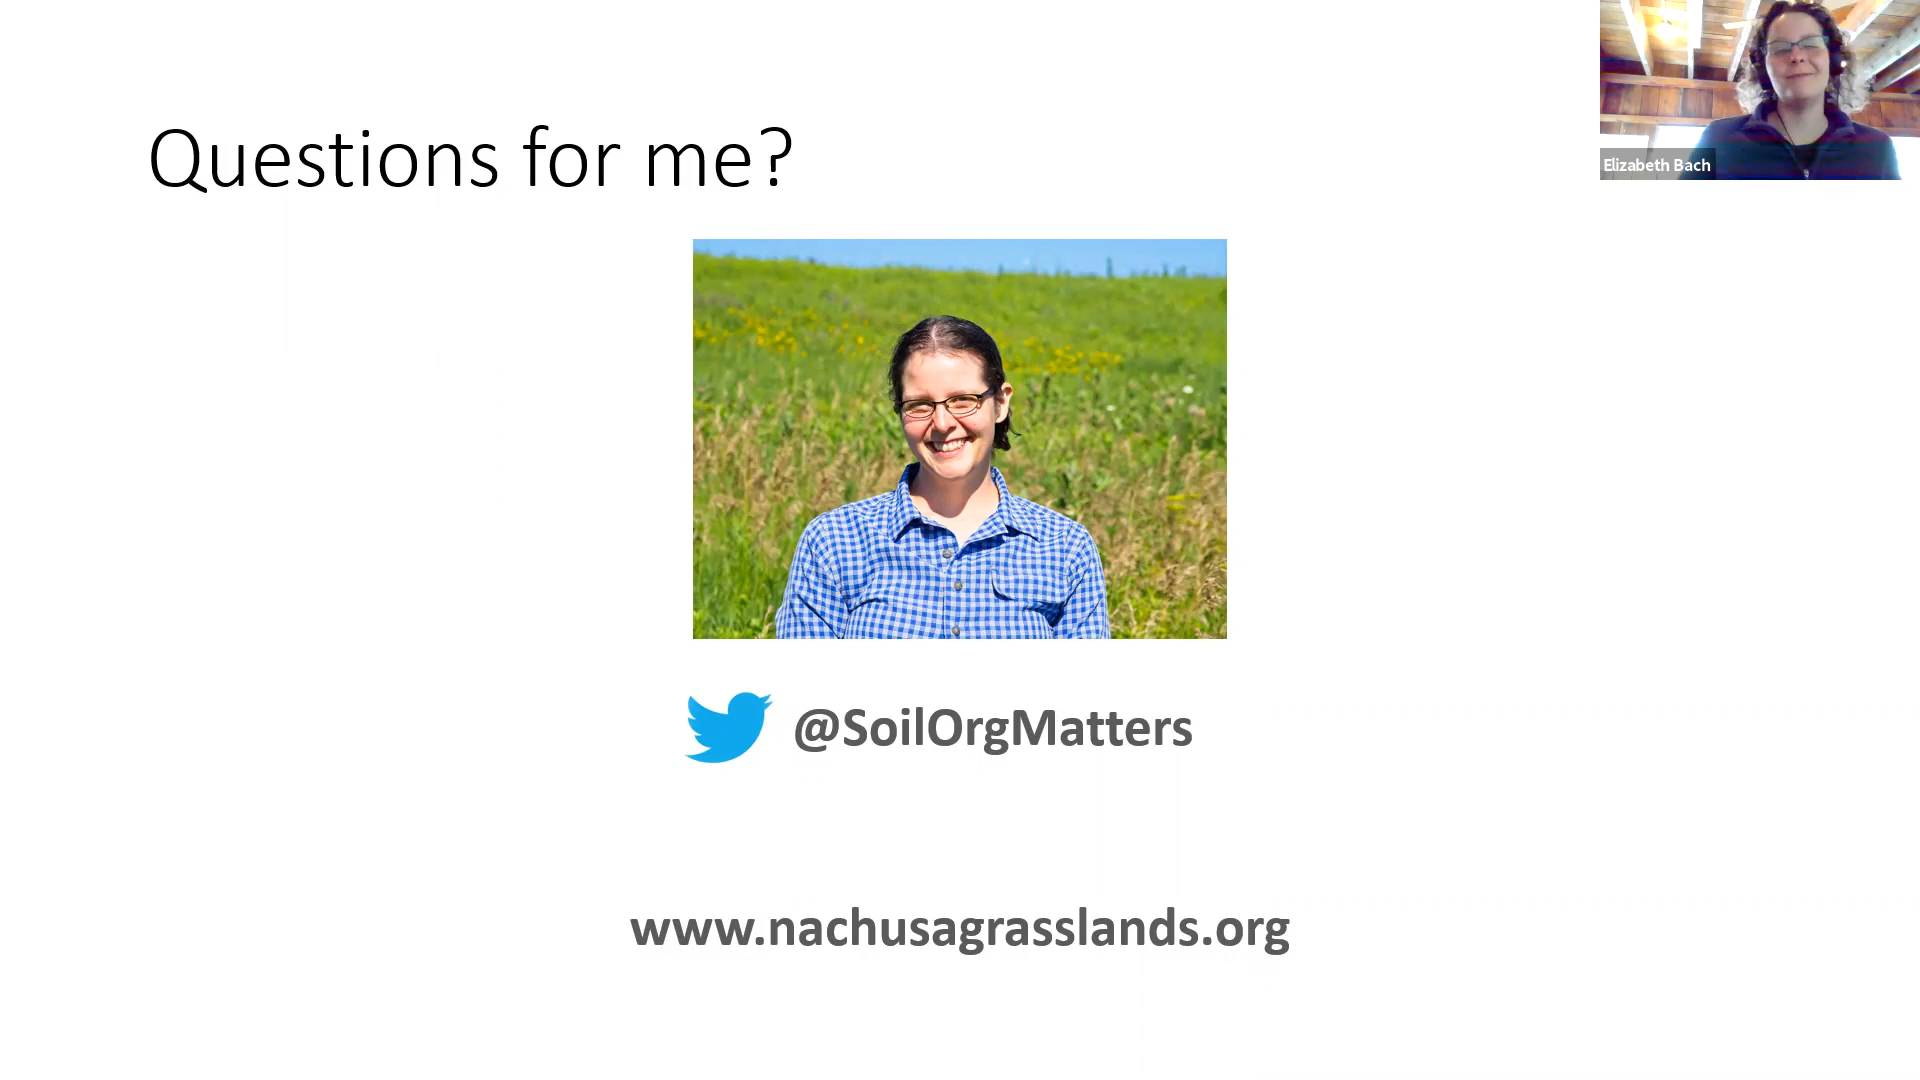 Questions for me?
Elizabeth Bach
@SoilOrgMatters
www.nachusagrasslands.org